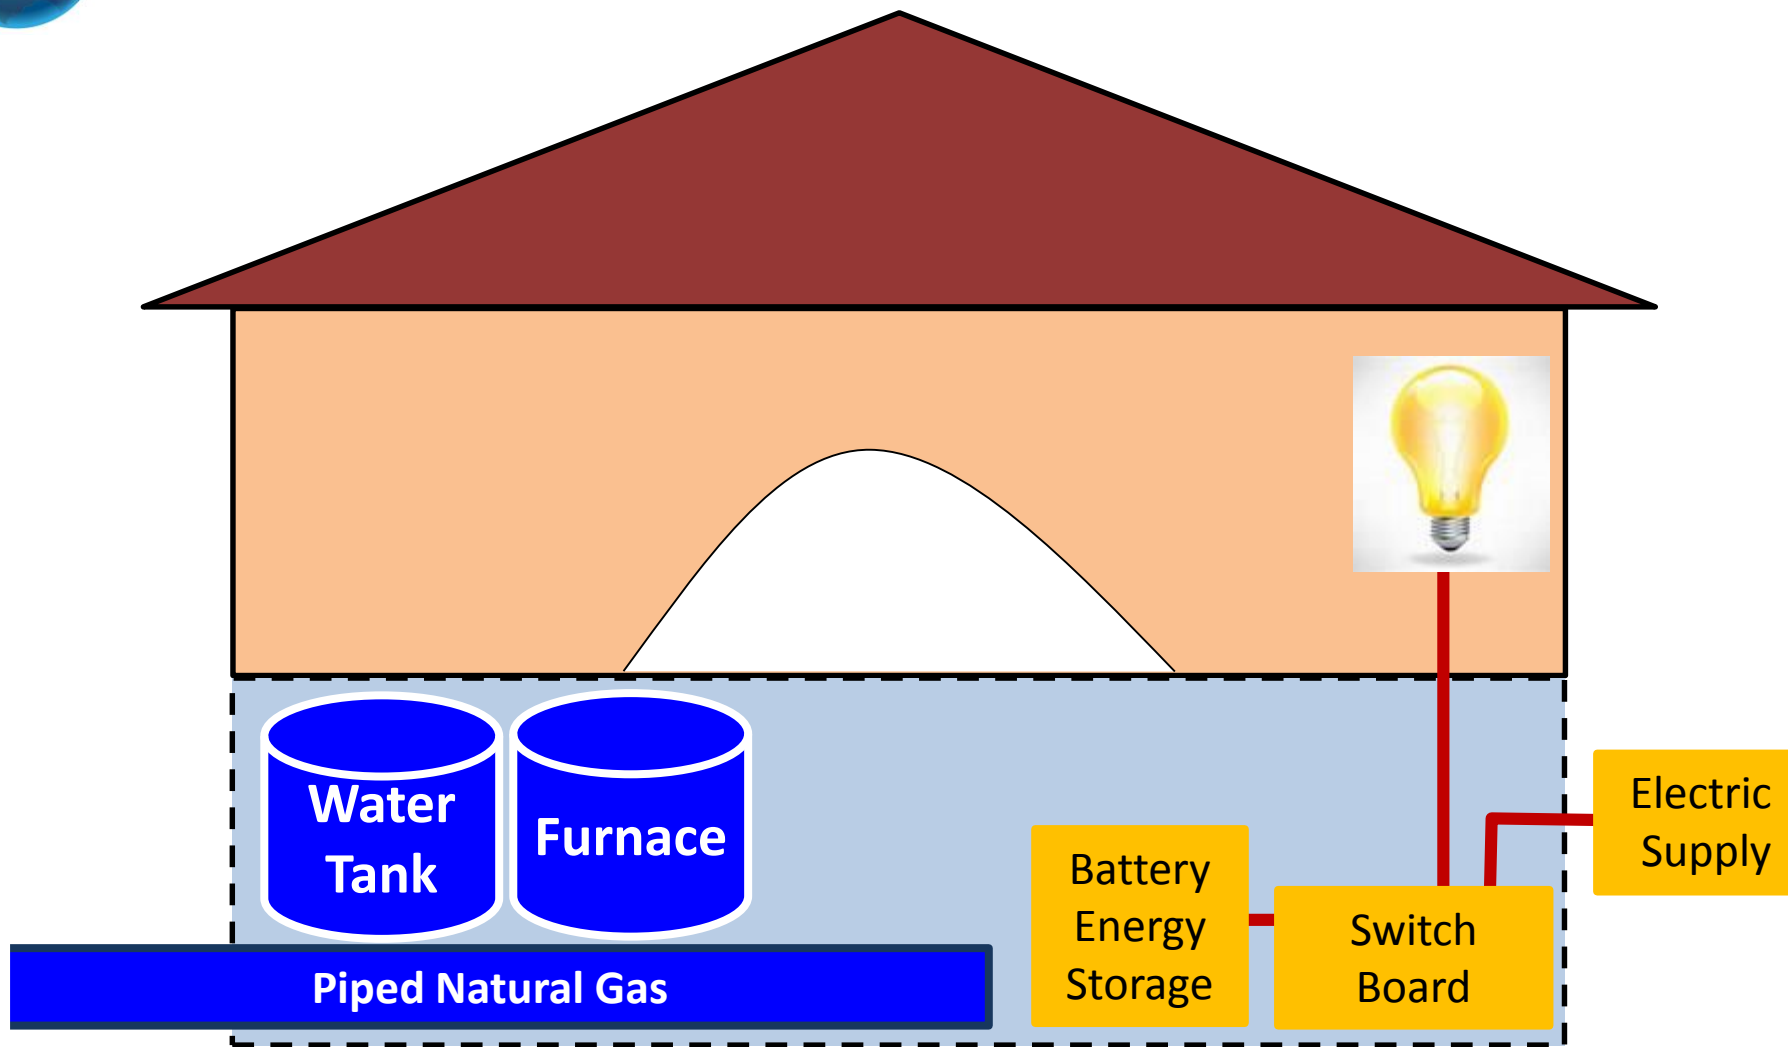 Water
Tank
Furnace
Piped Natural Gas
Battery
Energy
Storage
Switch
Board
Electric
Supply